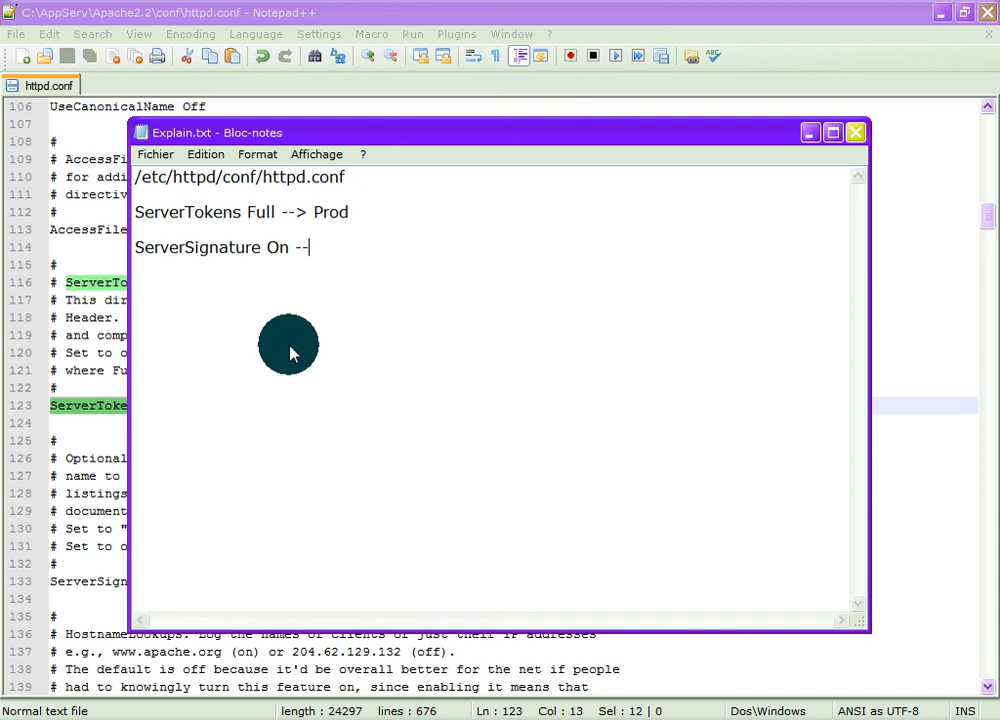 C:\AppServ\Apache2.2\conf\httpd.conf - Notepad++
File Edit Search View Encoding Language Settings Macro Run Plugins Window ? X
httpd.conf
106 UseCanonicalName Off
107
108 #
109 # AccessFi
110 # for addi
111 # directiv
112 #
113 AccessFile
114
115 #
116 # ServerTo
117 # This dir
118 # Header.
119 # and comp
120 # Set to o
121 # where Fu
122 #
123 ServerToke
124
125 #
126 # Optional
127 # name to
128 # listings
129 # document
130 # Set to "
131 # Set to o
132 #
133 ServerSign
134
135 #
136 # HostnameLookups: Log the names of clients or just their IP addresses
137 # e.g., www.apache.org (on) or 204.62.129.132 (off).
138 # The default is off because it'd be overall better for the net if people
139 # had to knowingly turn this feature on, since enabling it means that
Explain.txt - Bloc-notes
Fichier Edition Format Affichage ?
/etc/httpd/conf/httpd.conf
ServerTokens Full --> Prod
ServerSignature On --
Normal text file length : 24297 lines : 676 Ln : 123 Col : 13 Sel : 12 | 0 Dos\Windows ANSI as UTF-8 INS